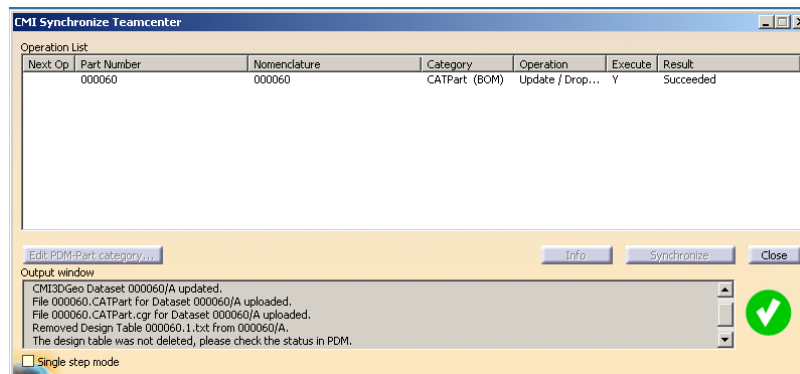 CMI Synchronize Teamcenter
Operation List
Next Op Part Number Nomenclature Category Operation Execute Result
000060 000060 CATPart (BOM) Update / Drop... Y Succeeded
Edit PDM-Part category... Info Synchronize Close
Output window
CMI3DGeo Dataset 000060/A updated.
File 000060.CATPart for Dataset 000060/A uploaded.
File 000060.CATPart.cgr for Dataset 000060/A uploaded.
Removed Design Table 000060.1.txt from 000060/A.
The design table was not deleted, please check the status in PDM.
Single step mode